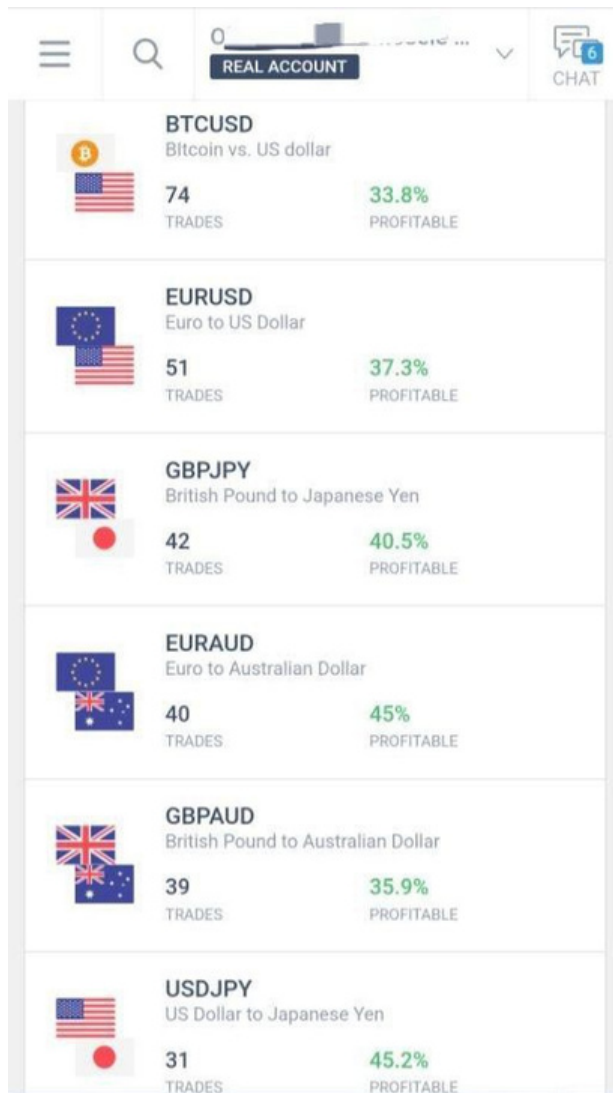 REAL ACCOUNT
6
CHAT
BTCUSD
Bitcoin vs. US dollar
74
33.8%
TRADES
PROFITABLE
EURUSD
Euro to US Dollar
51
37.3%
TRADES
PROFITABLE
GBPJPY
British Pound to Japanese Yen
42
40.5%
TRADES
PROFITABLE
EURAUD
Euro to Australian Dollar
40
45%
TRADES
PROFITABLE
GBPAUD
British Pound to Australian Dollar
39
35.9%
TRADES
PROFITABLE
USDJPY
US Dollar to Japanese Yen
31
45.2%
TRADES
PROFITABLE